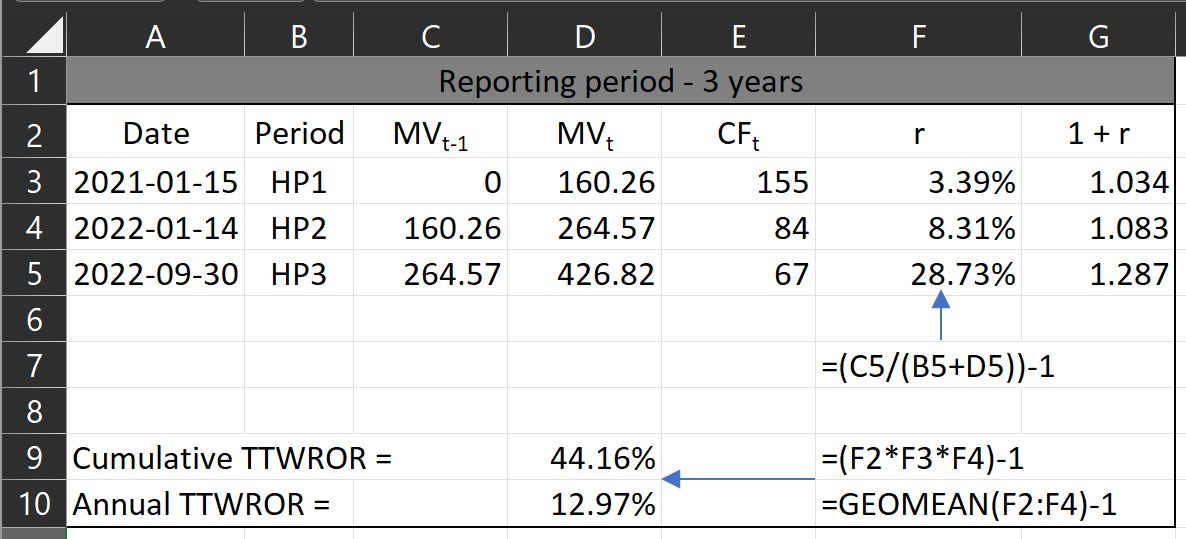 A B C D E F G
1 Reporting period - 3 years
2 Date Period MVt-1 MVt CFt r 1 + r
3 2021-01-15 HP1 0 160.26 155 3.39% 1.034
4 2022-01-14 HP2 160.26 264.57 84 8.31% 1.083
5 2022-09-30 HP3 264.57 426.82 67 28.73% 1.287
6
7 =(C5/(B5+D5))-1
8
9 Cumulative TTWROR = 44.16% =(F2*F3*F4)-1
10 Annual TTWROR = 12.97% =GEOMEAN(F2:F4)-1